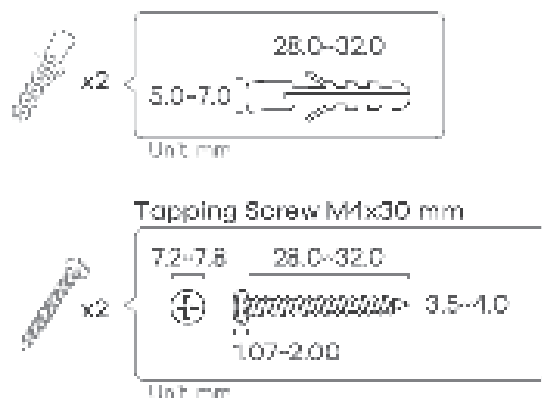 28.0~32.0
x2
5.0~7.0
Unit: mm
Tapping Screw M4x30 mm
7.2~7.8
28.0~32.0
x2
3.5~4.0
1.07~2.00
Unit: mm